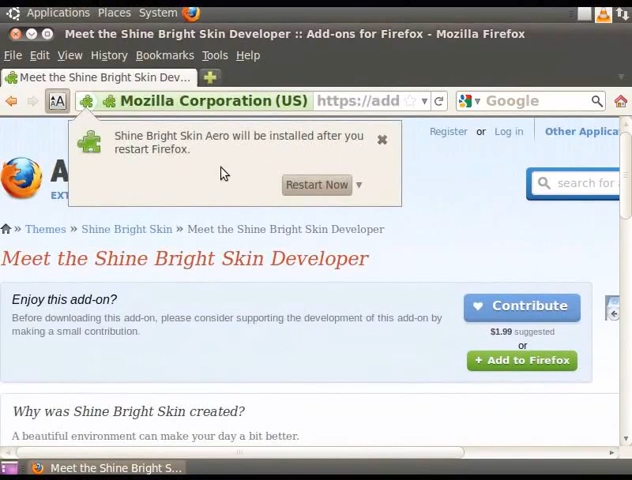 Applications Places System
Meet the Shine Bright Skin Developer :: Add-ons for Firefox - Mozilla Firefox
File Edit View History Bookmarks Tools Help
Meet the Shine Bright Skin Dev...
AA Mozilla Corporation (US) https://add Google
Shine Bright Skin Aero will be installed after you
restart Firefox.
Restart Now
Register or Log in Other Applica
A
EXT
search for a
» Themes » Shine Bright Skin » Meet the Shine Bright Skin Developer
Meet the Shine Bright Skin Developer
Enjoy this add-on?
Before downloading this add-on, please consider supporting the development of this add-on by
making a small contribution.
Contribute
$1.99 suggested
or
+ Add to Firefox
Why was Shine Bright Skin created?
A beautiful environment can make your day a bit better.
Meet the Shine Bright S...